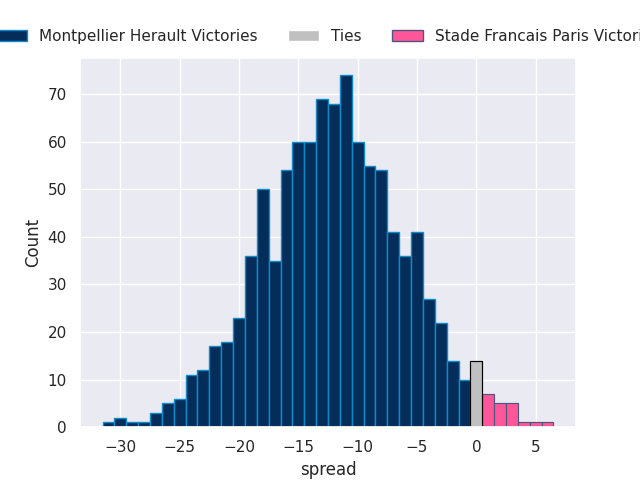 Montpellier Herault Victories Ties Stade Francais Paris Victori
70
60
50
40
30
20
10
0
Count
−30 −25 −20 −15 −10 −5 0 5
spread